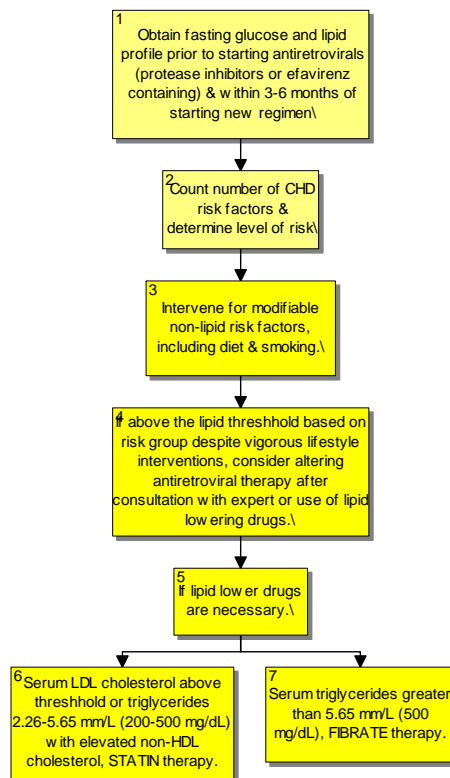 1
Obtain fasting glucose and lipid
profile prior to starting antiretrovirals
(protease inhibitors or efavirenz
containing) & within 3-6 months of
starting new regimen\
2
Count number of CHD
risk factors &
determine level of risk\
3
Intervene for modifiable
non-lipid risk factors,
including diet & smoking.\
4
If above the lipid threshhold based on
risk group despite vigorous lifestyle
interventions, consider altering
antiretroviral therapy after
consultation with expert or use of lipid
lowering drugs.\
5
If lipid lower drugs
are necessary.\
6
Serum LDL cholesterol above
threshold or triglycerides
2.26-5.65 mm/L (200-500 mg/dL)
with elevated non-HDL
cholesterol, STATIN therapy.
7
Serum triglycerides greater
than 5.65 mm/L (500
mg/dL), FIBRATE therapy.